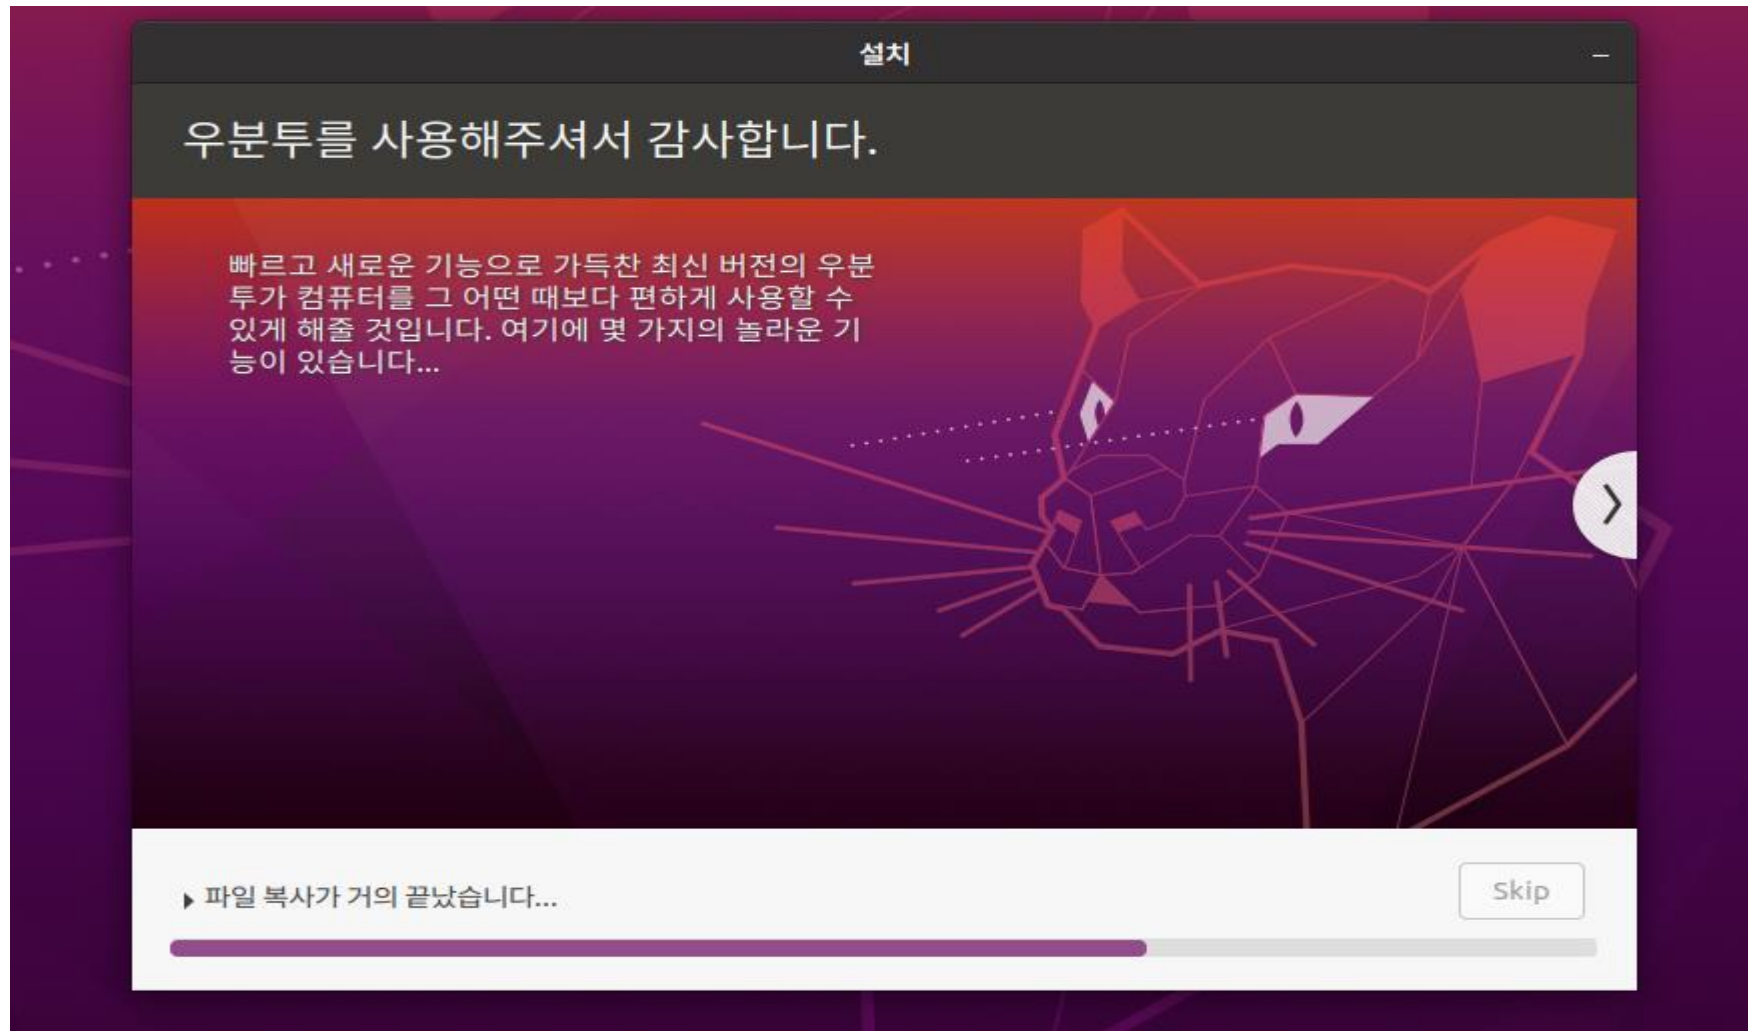 설치
우분투를 사용해주셔서 감사합니다.
빠르고 새로운 기능으로 가득찬 최신 버전의 우분
투가 컴퓨터를 그 어떤 때보다 편하게 사용할 수
있게 해줄 것입니다. 여기에 몇 가지의 놀라운 기
능이 있습니다...
파일 복사가 거의 끝났습니다...
Skip